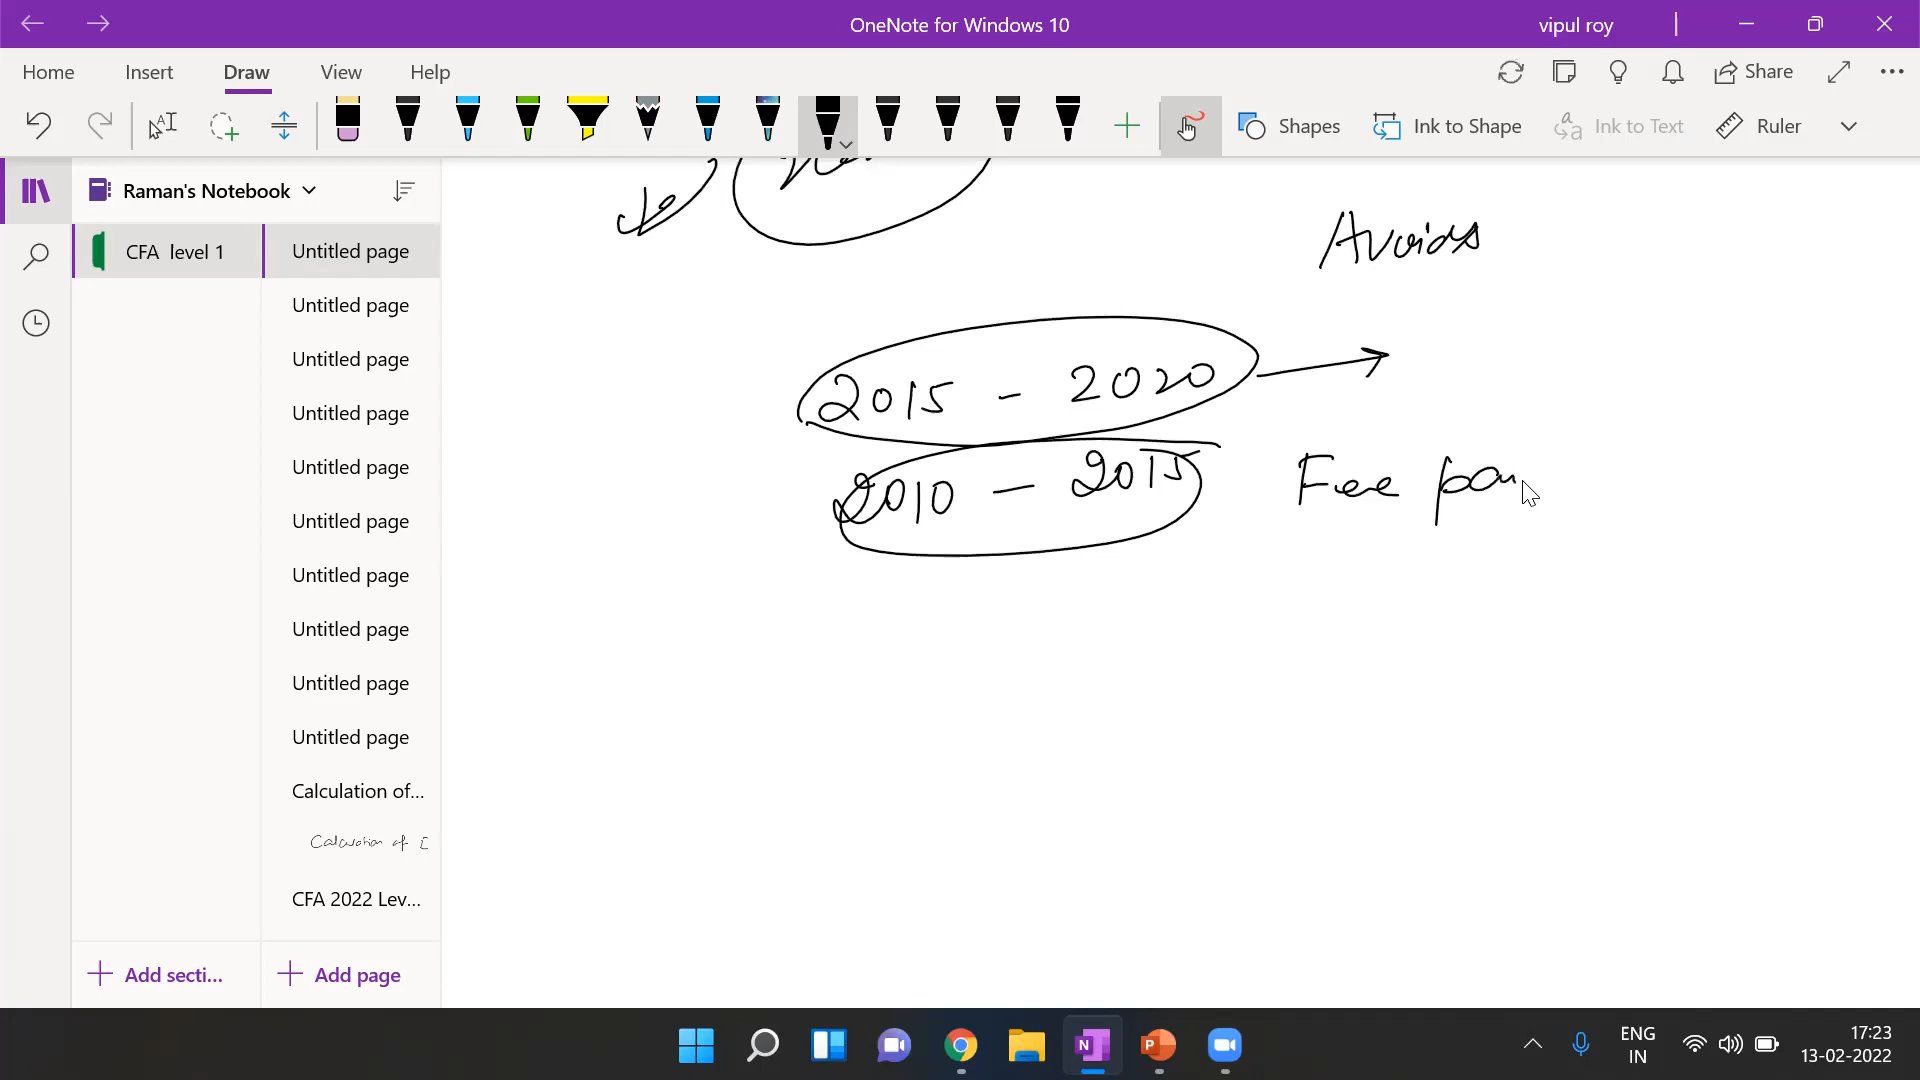 OneNote for Windows 10
vipul roy
Home Insert Draw View Help
Share
Shapes Ink to Shape Ink to Text Ruler
Raman's Notebook
CFA level 1
Untitled page
Untitled page
Untitled page
Untitled page
Untitled page
Untitled page
Untitled page
Untitled page
Untitled page
Untitled page
Calculation of...
Calculation of
CFA 2022 Lev...
Add secti...
Add page
Avoids
2015 - 2020
2010 - 2015
Fee
ENG
IN
17:23
13-02-2022